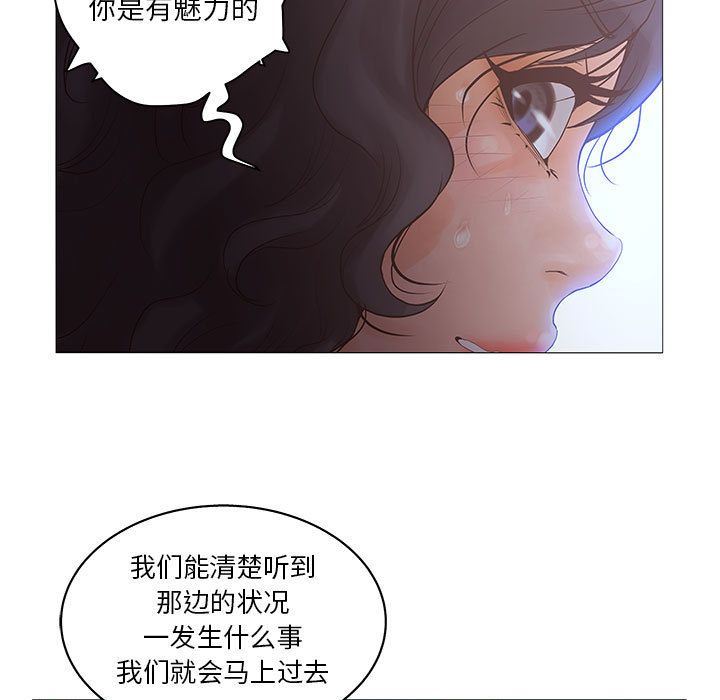 你是有魅力的
我们能清楚听到
那边的状况
一发生什么事
我们就会马上过去